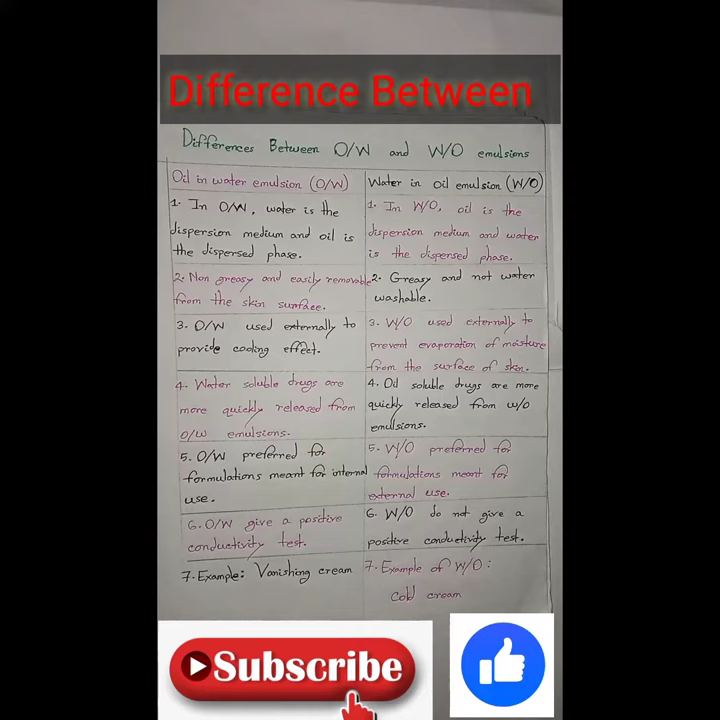 Difference Between
Differences Between O/W and W/O emulsions
Oil in water emulsion (O/W)
1. In O/W, water is the
dispersion medium and oil is
the dispersed phase.
2. Non greasy and easily removable
from the skin surface.
3. O/W used externally to
provide cooling effect.
4. Water soluble drugs are
more quickly released from
O/W emulsions.
5. O/W preferred for
formulations meant for internal
use.
6. O/W give a positive
conductivity test.
7. Example: Vanishing cream
Water in oil emulsion (W/O)
1. In W/O, oil is the
dispersion medium and water
is the dispersed phase.
2. Greasy and not water
washable.
3. W/O used externally to
prevent evaporation of moisture
from the surface of skin.
4. Oil soluble drugs are more
quickly released from w/o
emulsions.
5. W/O preferred for
formulations meant for
external use.
6. W/O do not give a
positive conductivity test.
7. Example of W/O:
Cold cream
Subscribe